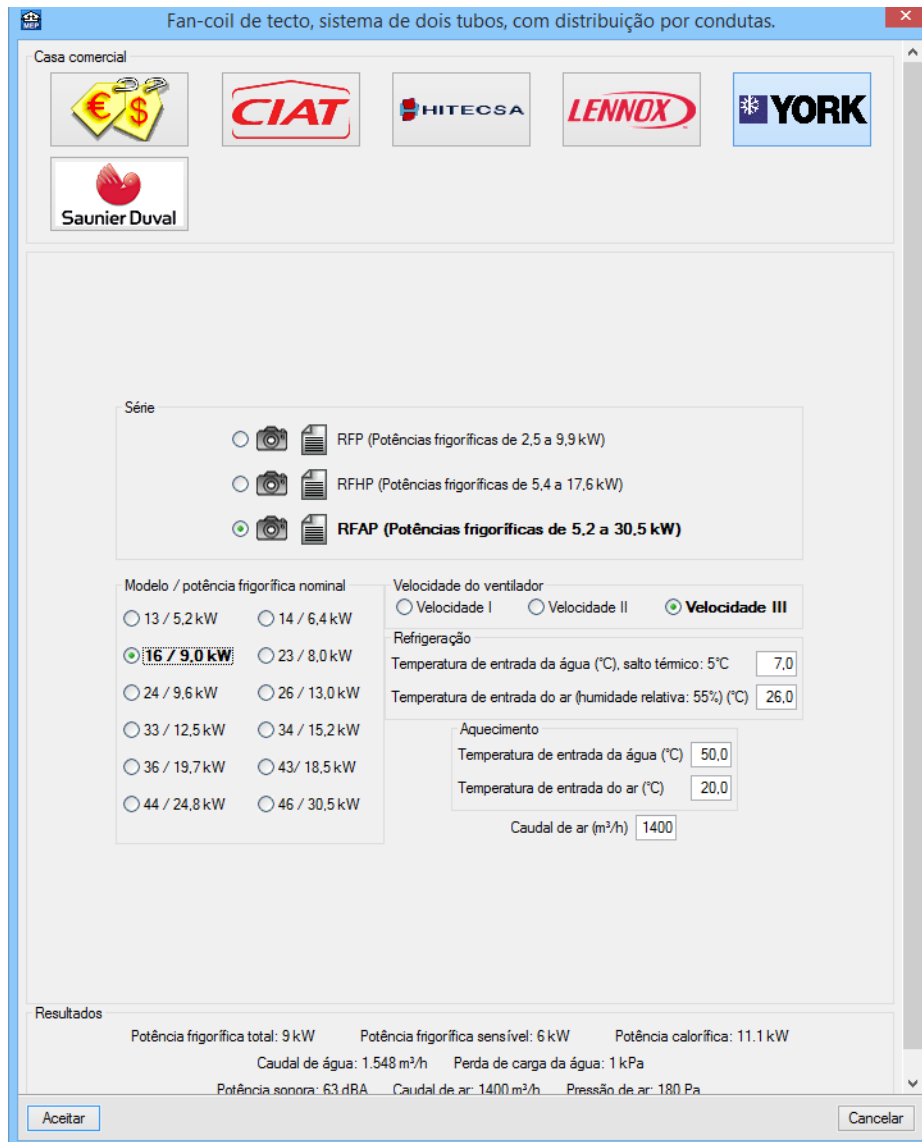 MEP
Fan-coil de tecto, sistema de dois tubos, com distribuição por condutas.
Casa comercial
€ $
CIAT
HITECSA
LENNOX
YORK
Saunier Duval
Série
RFP (Potências frigoríficas de 2,5 a 9,9 kW)
RFHP (Potências frigoríficas de 5,4 a 17,6 kW)
RFAP (Potências frigoríficas de 5,2 a 30,5 kW)
Modelo / potência frigorífica nominal
13 / 5,2 kW
14 / 6,4 kW
16 / 9,0 kW
23 / 8,0 kW
24 / 9,6 kW
26 / 13,0 kW
33 / 12,5 kW
34 / 15,2 kW
36 / 19,7 kW
43/ 18,5 kW
44 / 24,8 kW
46 / 30,5 kW
Velocidade do ventilador
Velocidade I
Velocidade II
Velocidade III
Refrigeração
Temperatura de entrada da água (°C), salto térmico: 5°C 7,0
Temperatura de entrada do ar (humidade relativa: 55%) (°C) 26,0
Aquecimento
Temperatura de entrada da água (°C) 50,0
Temperatura de entrada do ar (°C) 20,0
Caudal de ar (m³/h) 1400
Resultados
Potência frigorífica total: 9 kW Potência frigorífica sensível: 6 kW Potência calorífica: 11.1 kW
Caudal de água: 1.548 m³/h Perda de carga da água: 1 kPa
Potência sonora: 63 dBA Caudal de ar: 1400 m³/h Pressão de ar: 180 Pa
Aceitar
Cancelar